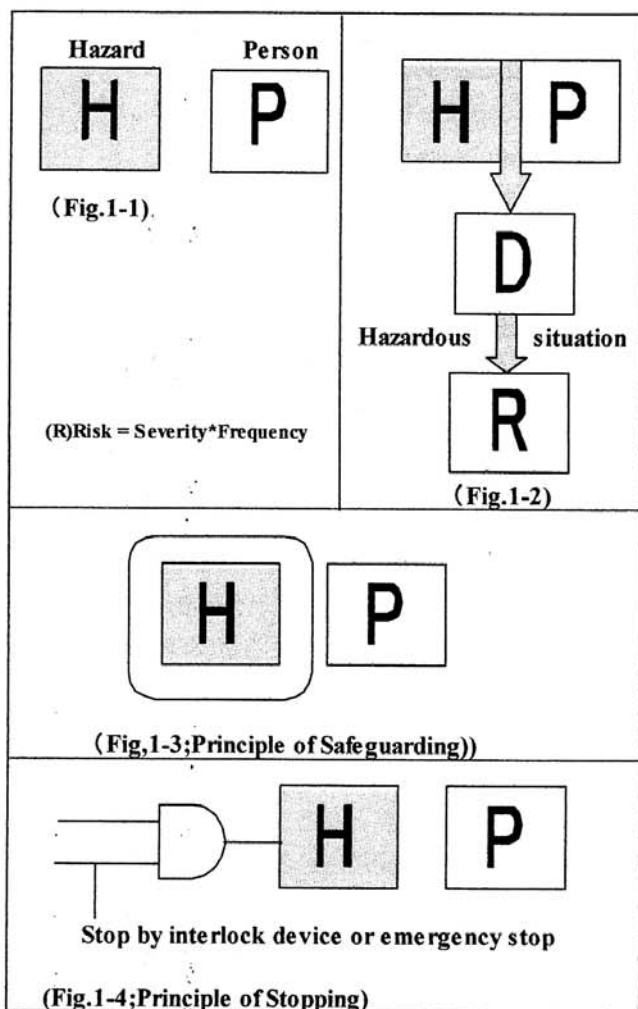 Hazard Person
H P
(Fig.1-1)
(R)Risk = Severity*Frequency
H P
D
Hazardous situation
R
(Fig.1-2)
H P
(Fig,1-3;Principle of Safeguarding))
H P
Stop by interlock device or emergency stop
(Fig.1-4;Principle of Stopping)